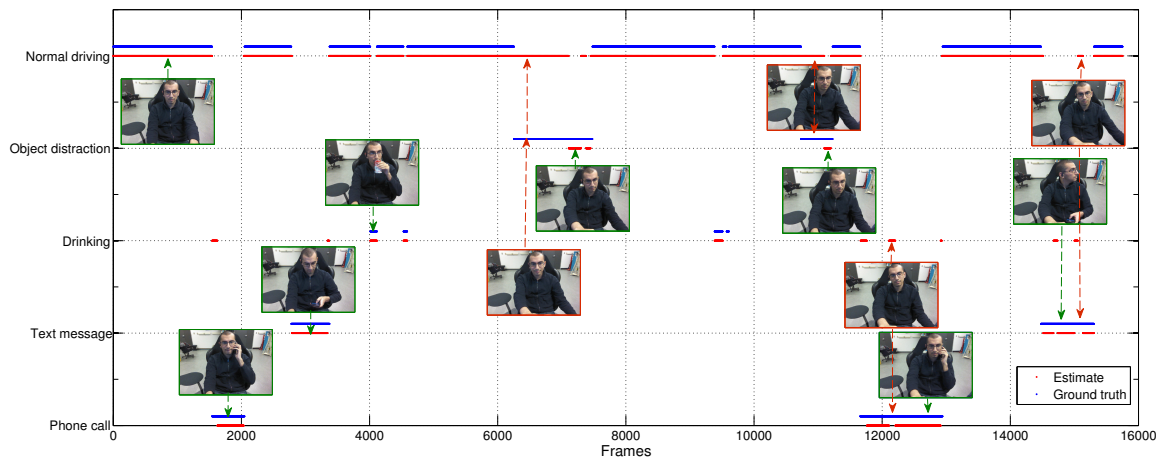 Normal driving
Object distraction
Drinking
Text message
Phone call
0 2000 4000 6000 8000 10000 12000 14000 16000
Frames
Estimate
Ground truth